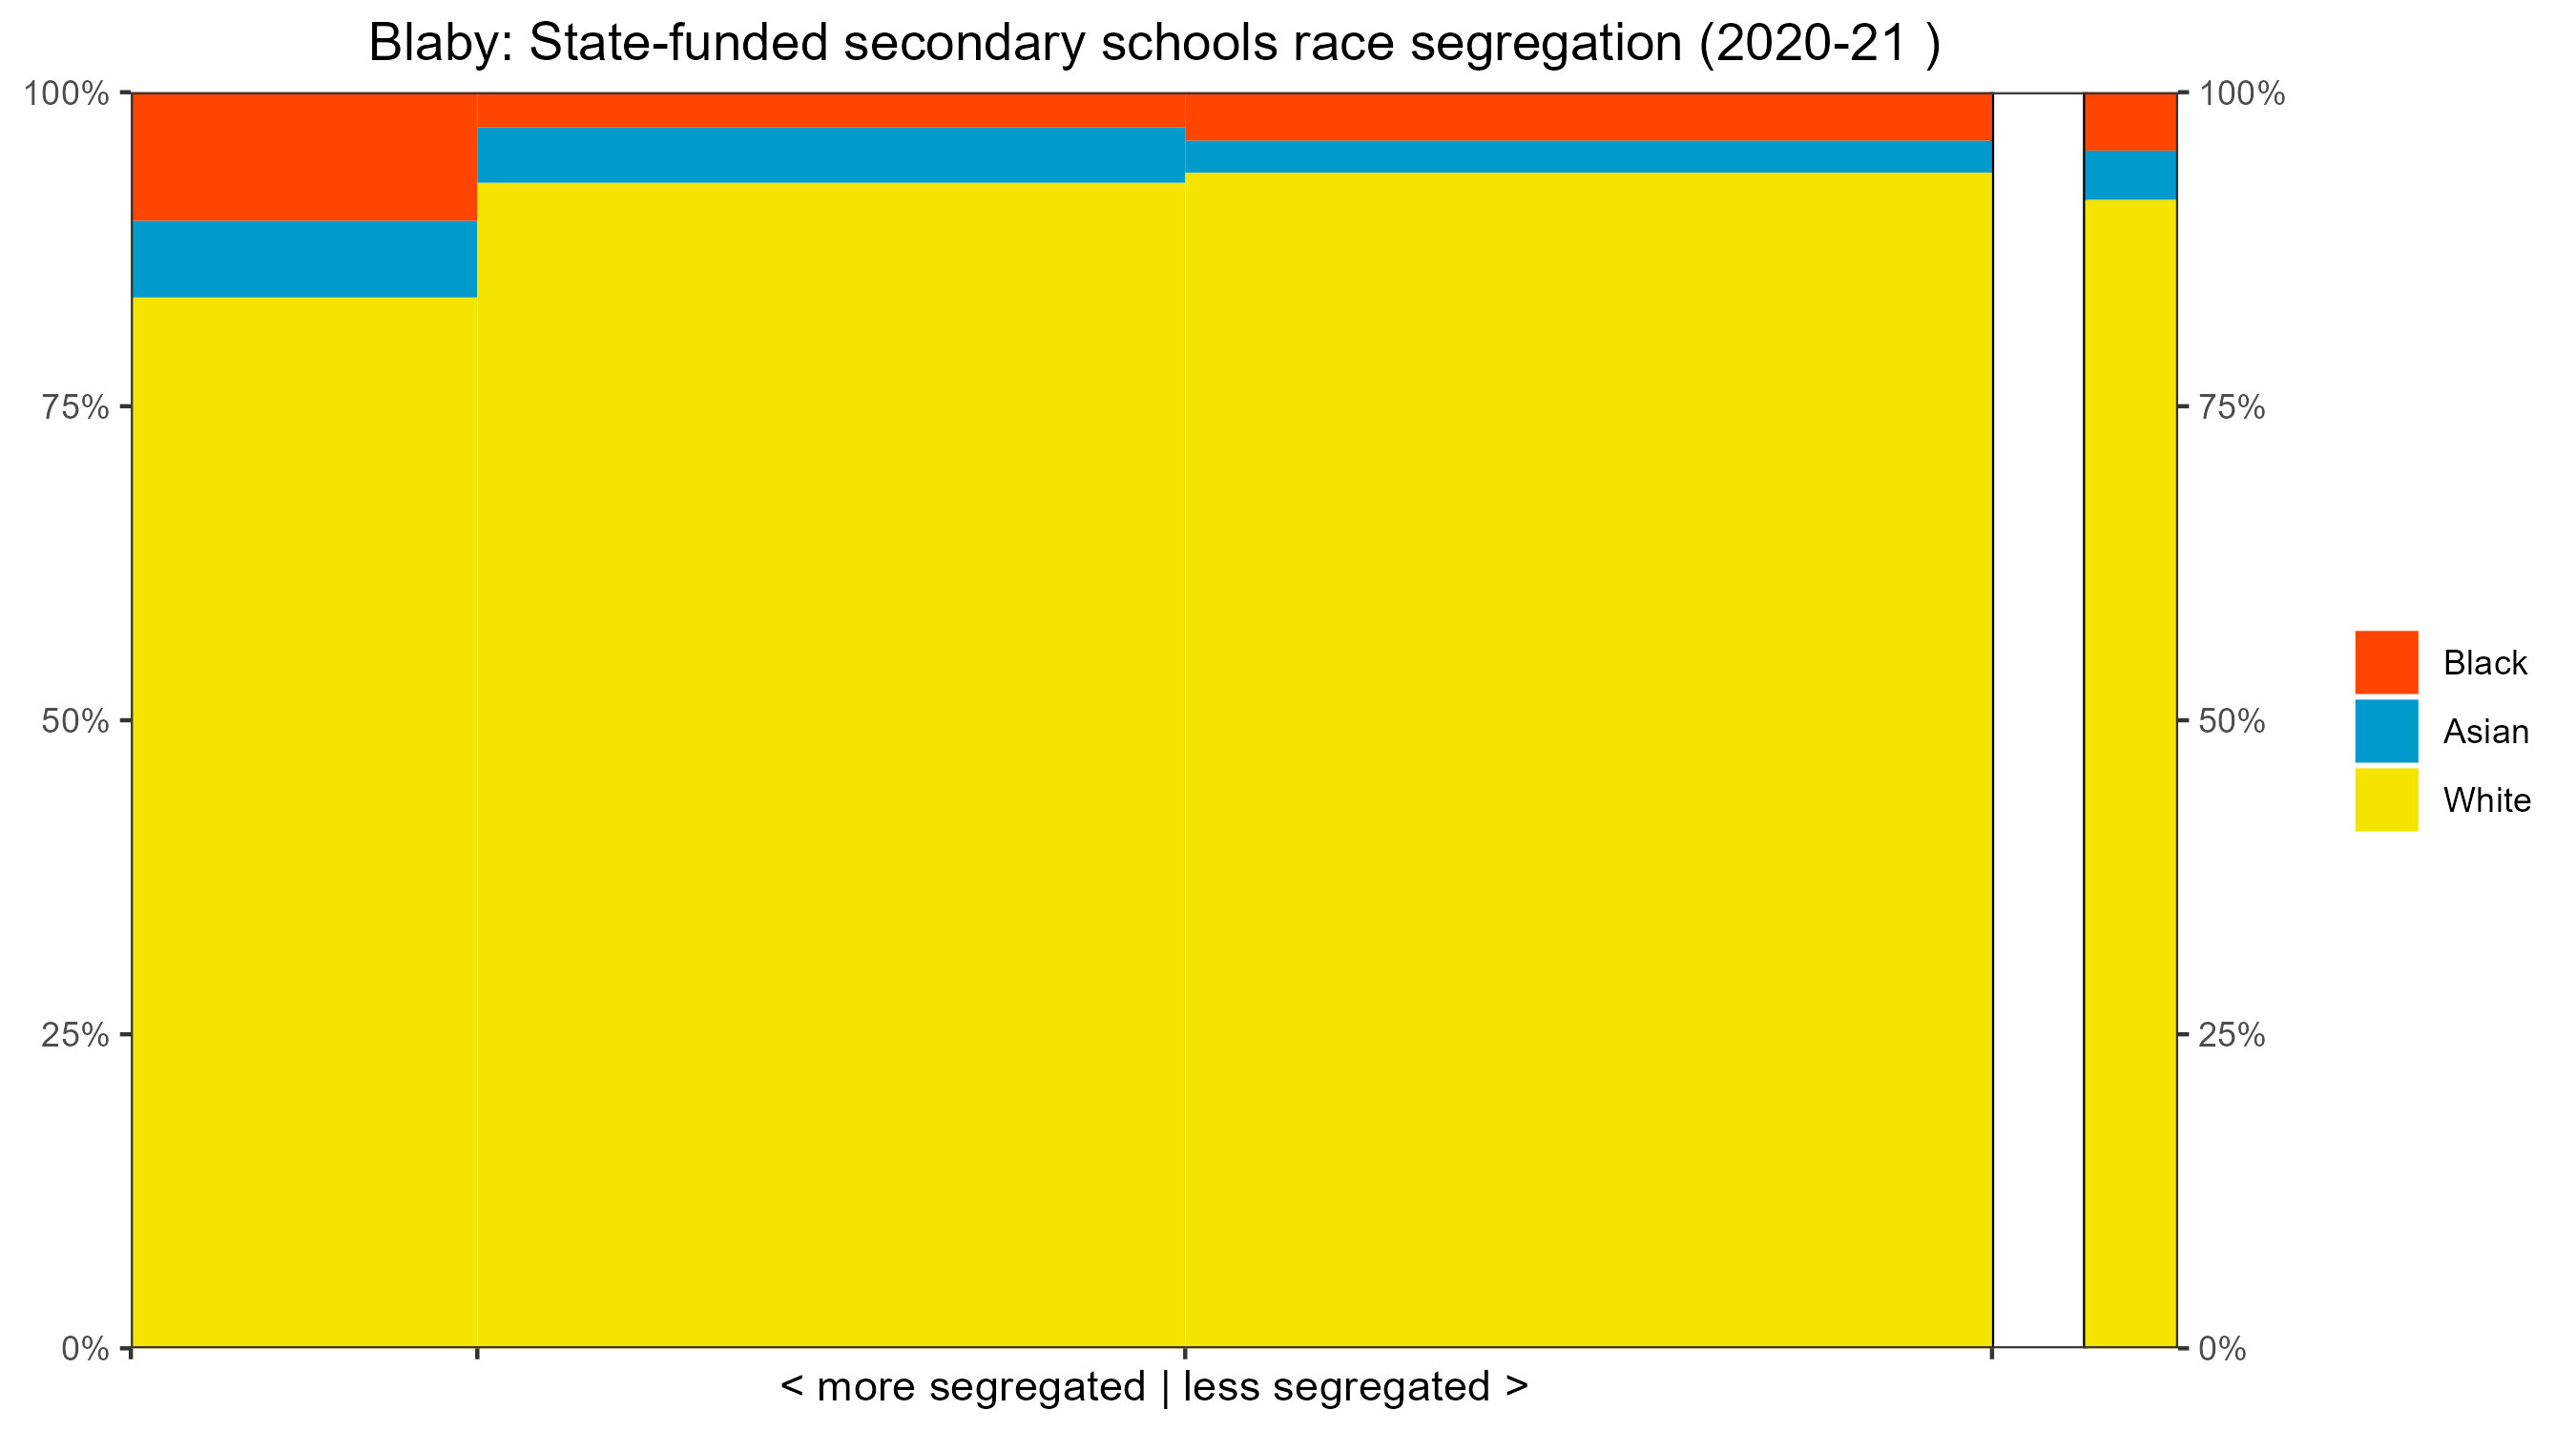 Blaby: State-funded secondary schools race segregation (2020-21 )
100%
75%
50%
25%
0%
100%
75%
50%
25%
0%
Black
Asian
White
< more segregated | less segregated >